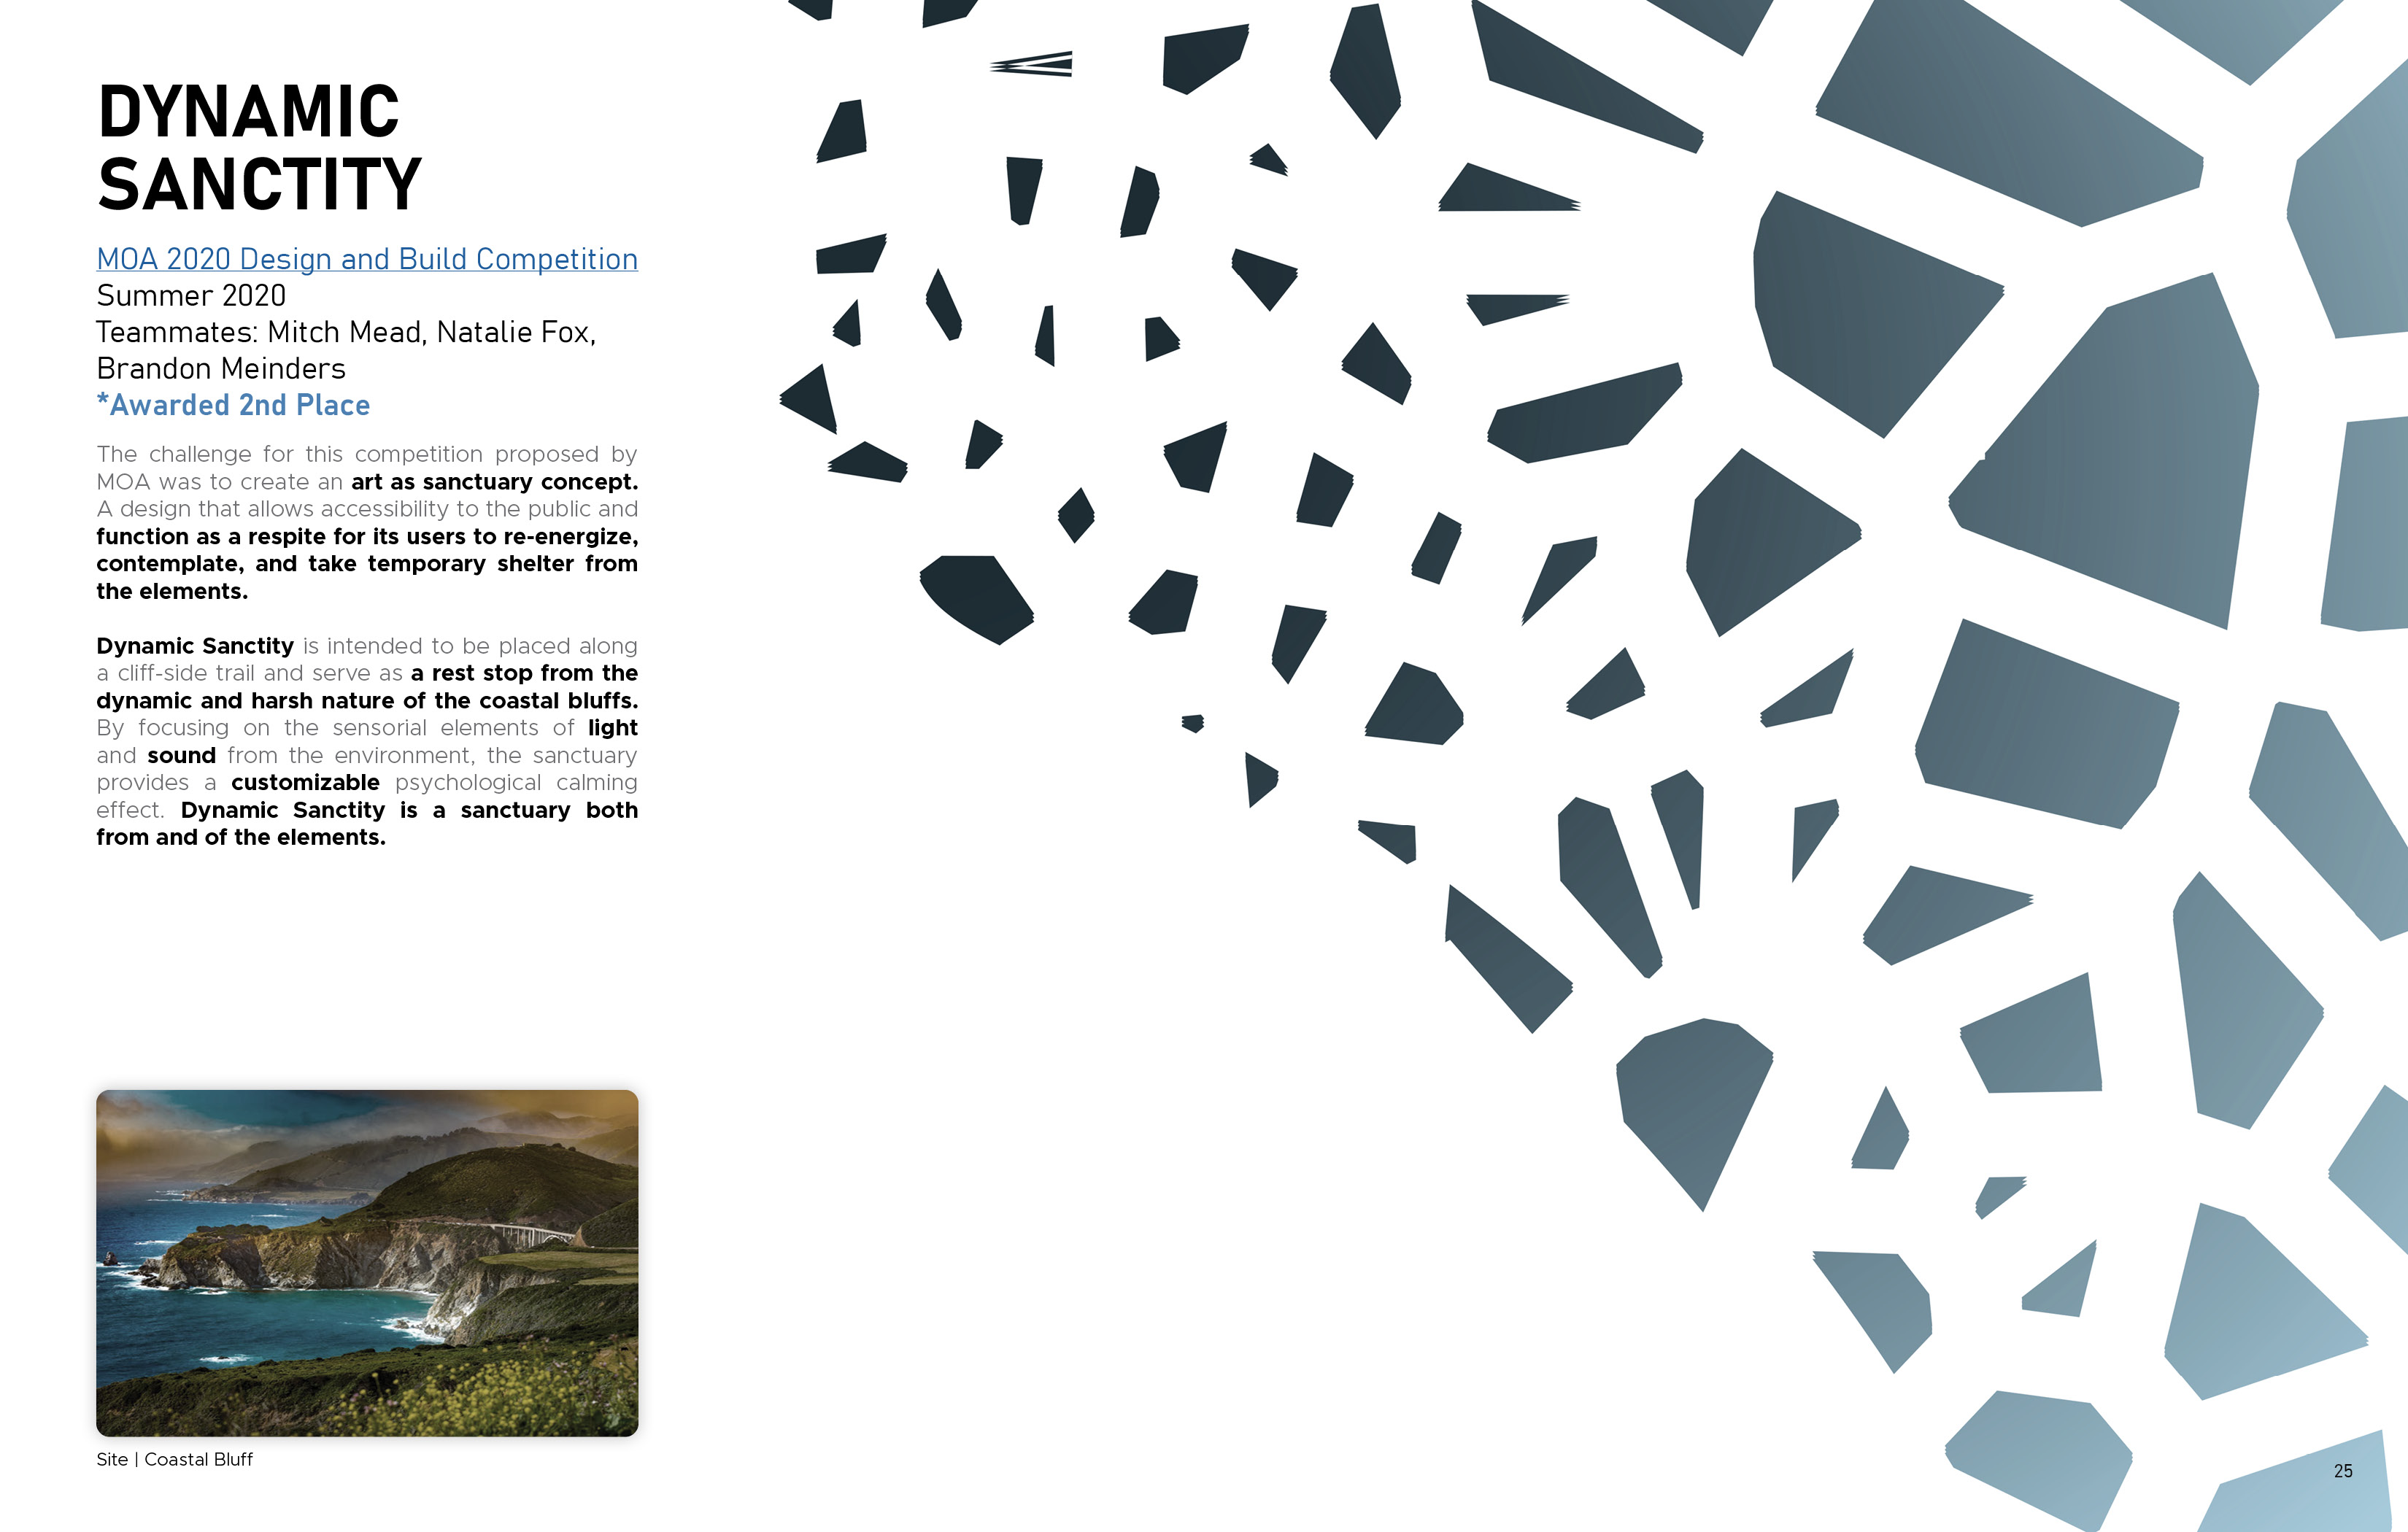 DYNAMIC
SANCTITY
MOA 2020 Design and Build Competition
Summer 2020
Teammates: Mitch Mead, Natalie Fox,
Brandon Meinders
*Awarded 2nd Place
The challenge for this competition proposed by
MOA was to create an art as sanctuary concept.
A design that allows accessibility to the public and
function as a respite for its users to re-energize,
contemplate, and take temporary shelter from
the elements.
Dynamic Sanctity is intended to be placed along
a cliff-side trail and serve as a rest stop from the
dynamic and harsh nature of the coastal bluffs.
By focusing on the sensorial elements of light
and sound from the environment, the sanctuary
provides a customizable psychological calming
effect. Dynamic Sanctity is a sanctuary both
from and of the elements.
Site | Coastal Bluff
25